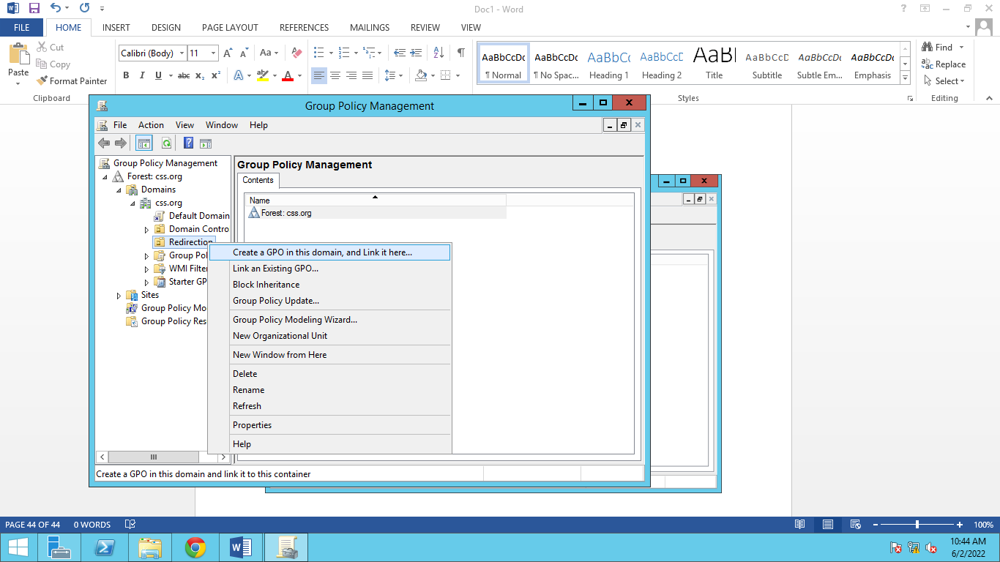 Doc1 - Word
FILE HOME INSERT DESIGN PAGE LAYOUT REFERENCES MAILINGS REVIEW VIEW
Paste
Cut
Copy
Format Painter
Clipboard
Calibri (Body) 11
AaBbCcDc AaBbCcDc AaBbCc AaBbCcD AaBl AaBbCcD AaBbCcDc AaBbCcDc
¶ Normal ¶ No Spac... Heading 1 Heading 2 Title Subtitle Subtle Em... Emphasis
Styles
Find
Replace
Select
Editing
Group Policy Management
File Action View Window Help
Group Policy Management
Forest: css.org
Domains
css.org
Default Domain
Domain Contro
Redirection
Group Pol
WMI Filter
Starter GP
Sites
Group Policy Mo
Group Policy Res
Group Policy Management
Contents
Name
Forest: css.org
Create a GPO in this domain, and Link it here...
Link an Existing GPO...
Block Inheritance
Group Policy Update...
Group Policy Modeling Wizard...
New Organizational Unit
New Window from Here
Delete
Rename
Refresh
Properties
Help
Create a GPO in this domain and link it to this container
PAGE 44 OF 44 0 WORDS
100%
10:44 AM
6/2/2022